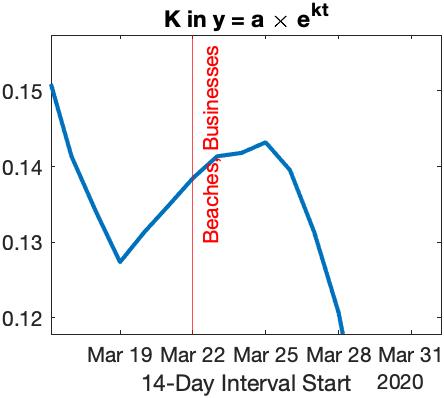 K in y = a × e^kt
0.15
0.14
0.13
0.12
Beaches, Businesses
Mar 19 Mar 22 Mar 25 Mar 28 Mar 31
14-Day Interval Start 2020